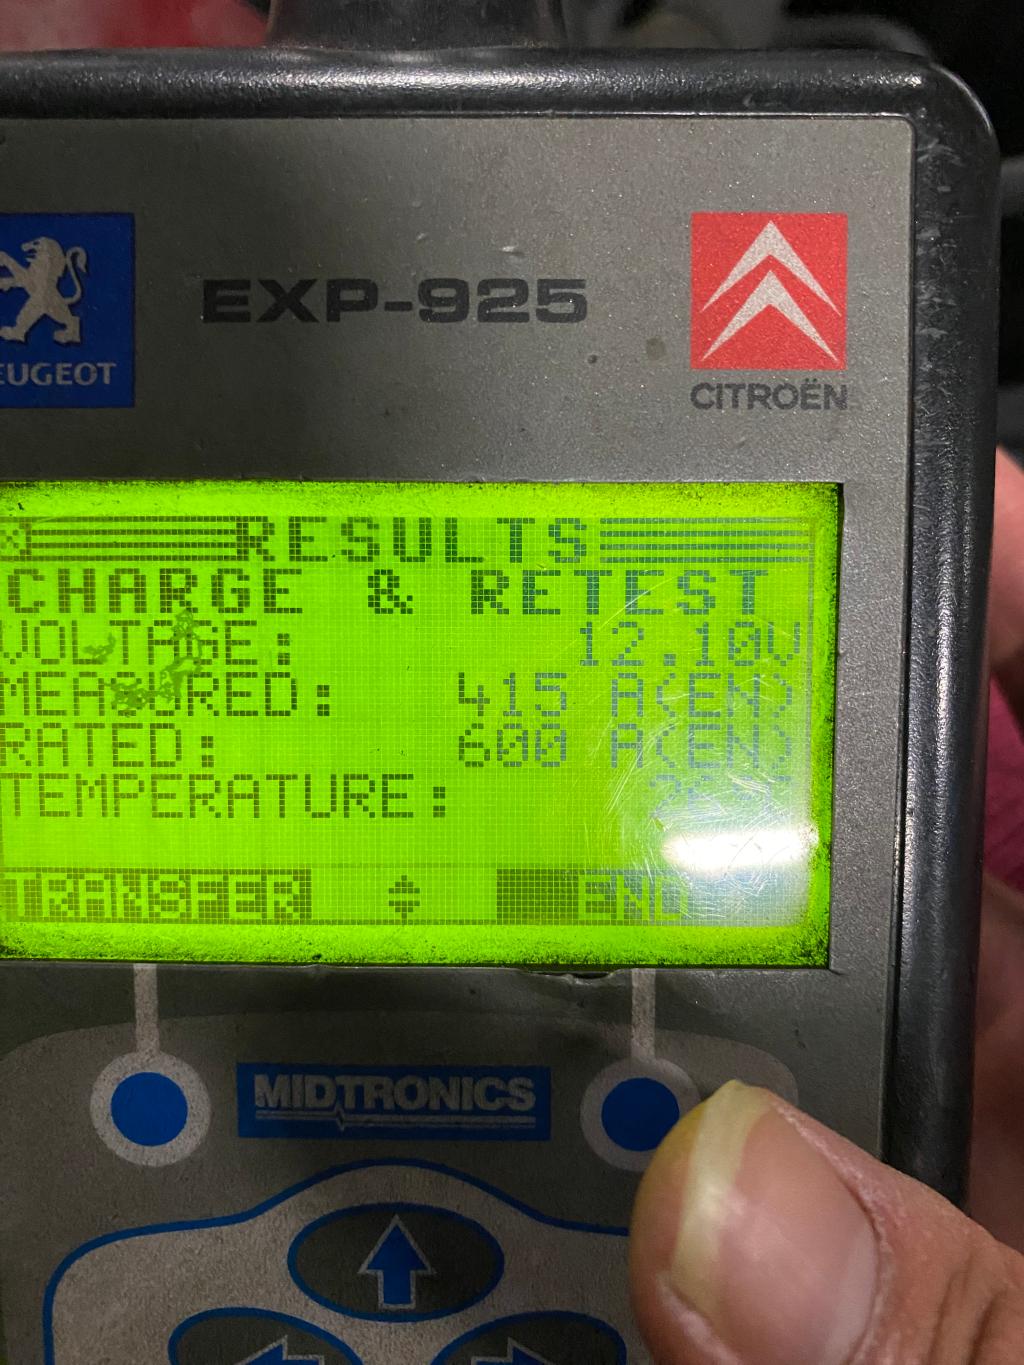 EXP-925
EUGEOT
CITROËN
RESULTS
CHARGE & RETEST
VOLTAGE: 12.10V
MEASURED: 415 A(EN)
RATED: 600 A(EN)
TEMPERATURE:
TRANSFER END
MIDTRONICS